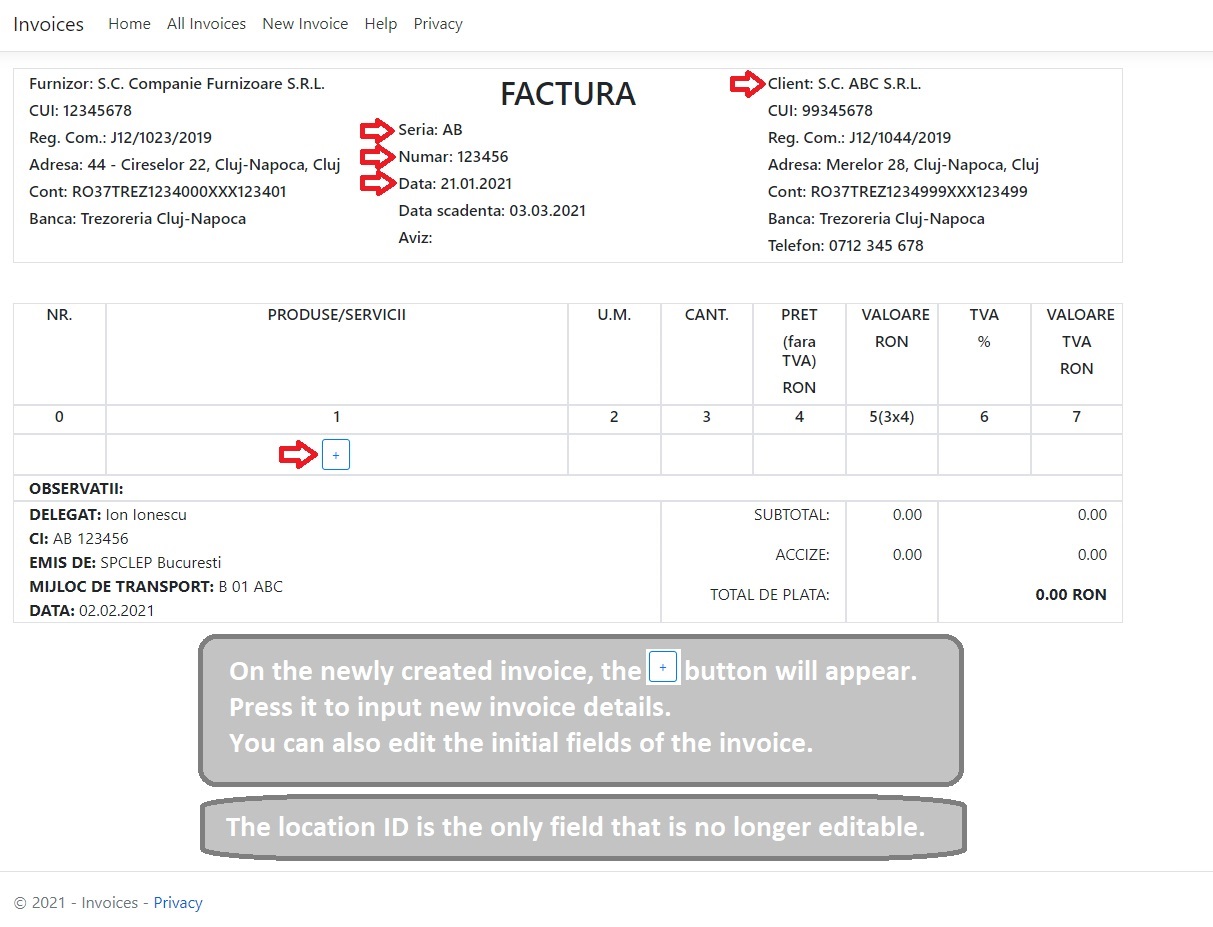 Invoices Home All Invoices New Invoice Help Privacy
Furnizor: S.C. Companie Furnizoare S.R.L.
CUI: 12345678
Reg. Com.: J12/1023/2019
Adresa: 44 - Cireselor 22, Cluj-Napoca, Cluj
Cont: RO37TREZ1234000XXX123401
Banca: Trezoreria Cluj-Napoca
FACTURA
Seria: AB
Numar: 123456
Data: 21.01.2021
Data scadenta: 03.03.2021
Aviz:
Client: S.C. ABC S.R.L.
CUI: 99345678
Reg. Com.: J12/1044/2019
Adresa: Merelor 28, Cluj-Napoca, Cluj
Cont: RO37TREZ1234999XXX123499
Banca: Trezoreria Cluj-Napoca
Telefon: 0712 345 678
NR.
PRODUSE/SERVICII
U.M.
CANT.
PRET
(fara
TVA)
RON
VALOARE
RON
TVA
%
VALOARE
TVA
RON
0 1 2 3 4 5(3x4) 6 7
+
OBSERVATII:
DELEGAT: Ion Ionescu
CI: AB 123456
EMIS DE: SPCLEP Bucuresti
MIJLOC DE TRANSPORT: B 01 ABC
DATA: 02.02.2021
SUBTOTAL: 0.00 0.00
ACCIZE: 0.00 0.00
TOTAL DE PLATA: 0.00 RON
On the newly created invoice, the + button will appear.
Press it to input new invoice details.
You can also edit the initial fields of the invoice.
The location ID is the only field that is no longer editable.
© 2021 - Invoices - Privacy